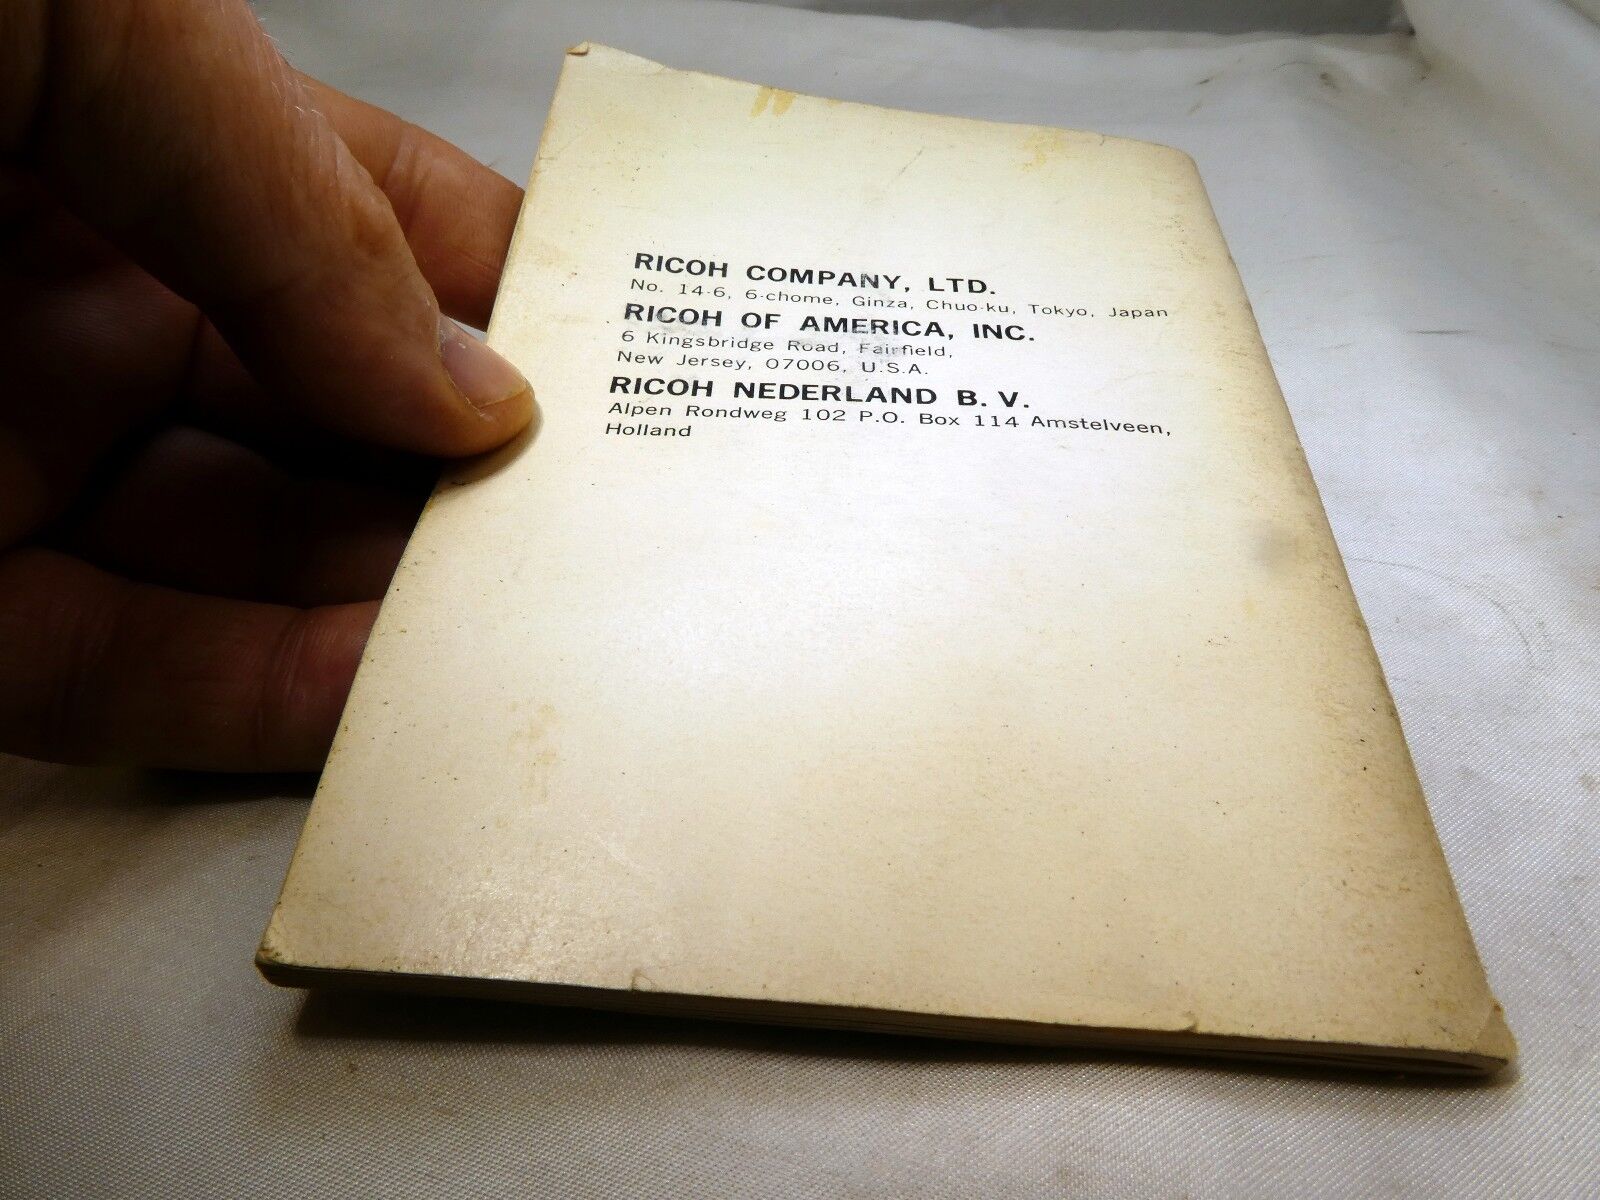 RICOH COMPANY, LTD.
No. 14-6, 6-chome, Ginza, Chuo-ku, Tokyo, Japan
RICOH OF AMERICA, INC.
6 Kingsbridge Road, Fairfield,
New Jersey, 07006, U.S.A.
RICOH NEDERLAND B. V.
Alpen Rondweg 102 P.O. Box 114 Amstelveen,
Holland